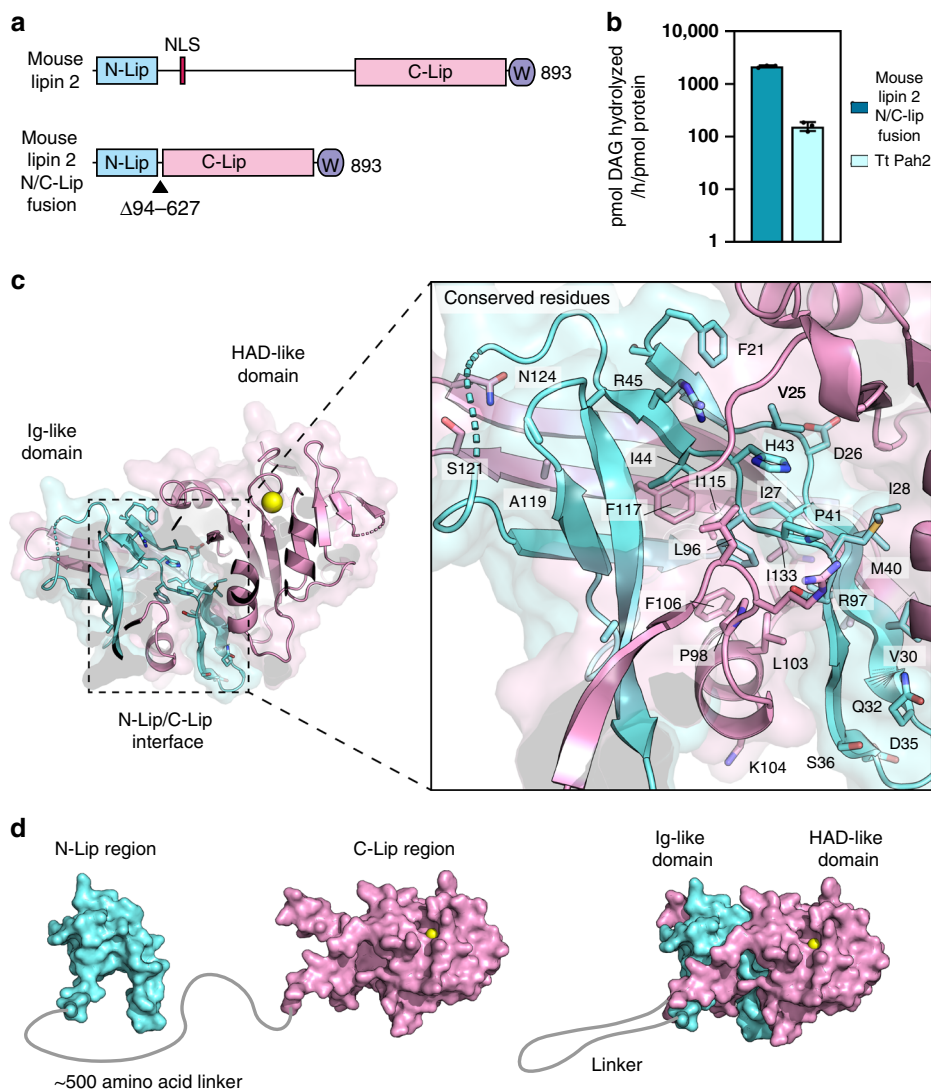 a
Mouse
lipin 2
N-Lip
NLS
C-Lip
W
893
Mouse
lipin 2
N/C-Lip
fusion
N-Lip
C-Lip
W
893
Δ94–627
b
pmol DAG hydrolyzed
/h/pmol protein
10,000
1000
100
10
1
Mouse
lipin 2
N/C-lip
fusion
Tt Pah2
c
Ig-like
domain
HAD-like
domain
N-Lip/C-Lip
interface
Conserved residues
F21
N124
R45
V25
H43
D26
S121
I44
I115
I27
I28
A119
F117
P41
L96
M40
I133
R97
F106
P98
L103
V30
Q32
D35
K104
S36
d
N-Lip region
C-Lip region
~500 amino acid linker
Ig-like
domain
HAD-like
domain
Linker